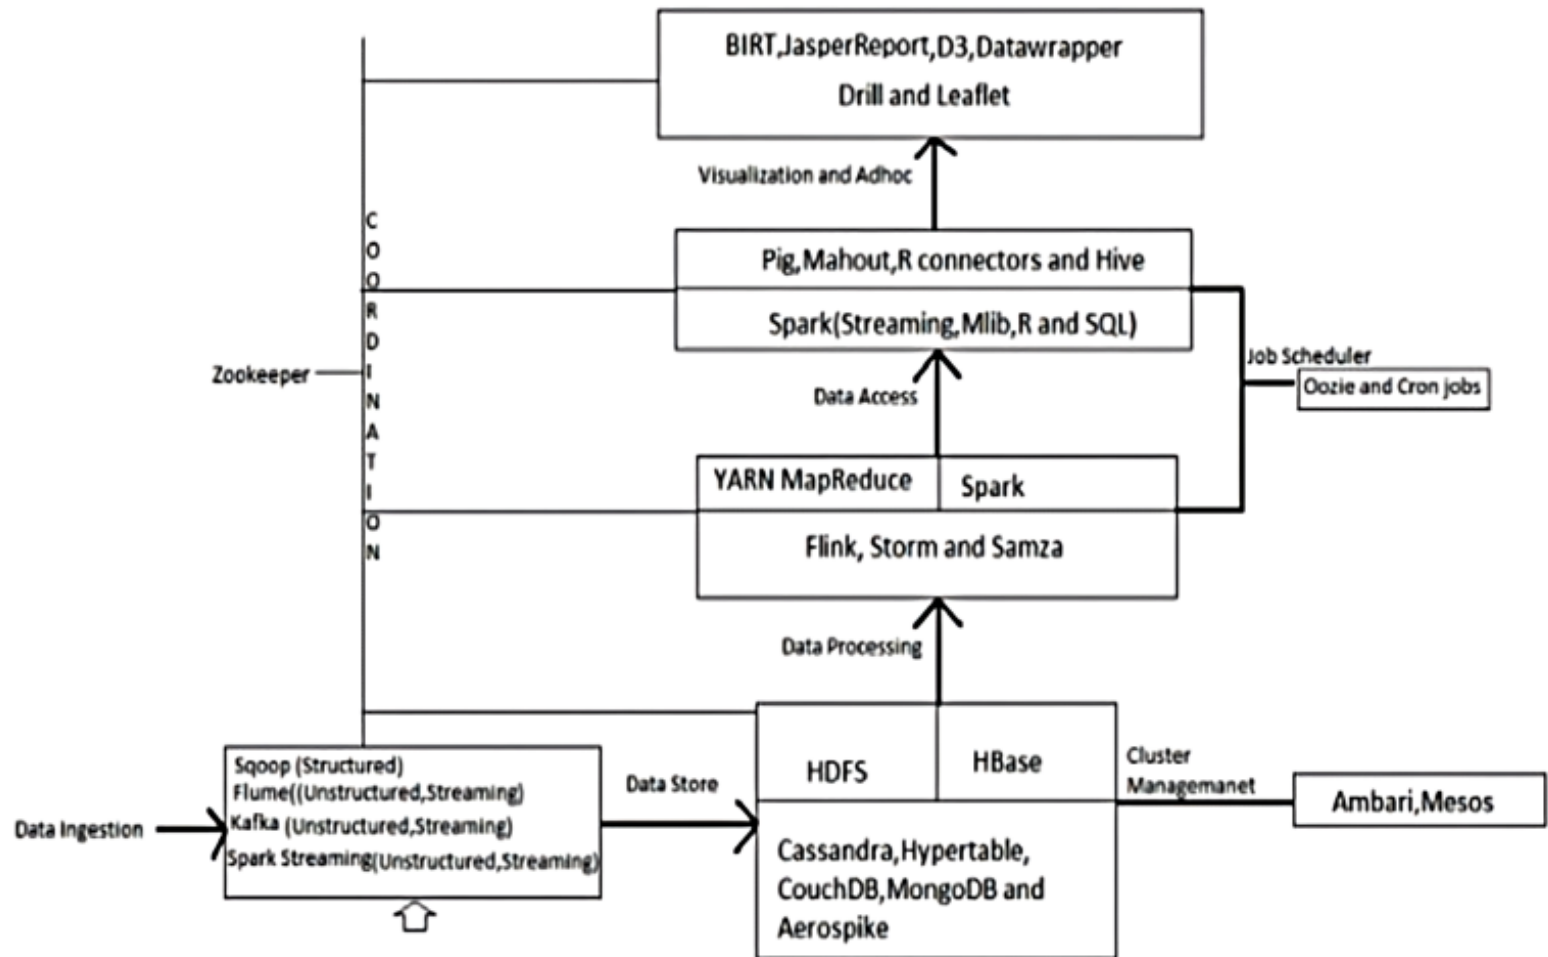 BIRT,JasperReport,D3,Datawrapper
Drill and Leaflet
Visualization and Adhoc
Pig,Mahout,R connectors and Hive
Spark(Streaming,Mlib,R and SQL)
COORDINATION
Zookeeper
Job Scheduler
Oozie and Cron jobs
Data Access
YARN MapReduce
Spark
Flink, Storm and Samza
Data Processing
Data Ingestion
Sqoop (Structured)
Flume((Unstructured,Streaming)
Kafka (Unstructured,Streaming)
Spark Streaming(Unstructured,Streaming)
Data Store
HDFS
HBase
Cassandra,Hypertable,
CouchDB,MongoDB and
Aerospike
Cluster
Managemanet
Ambari,Mesos